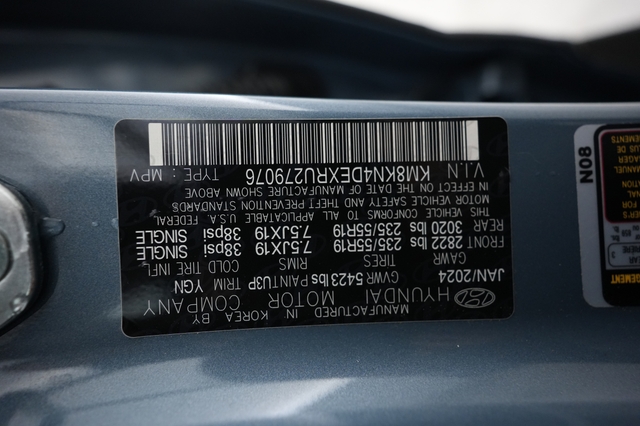 MANUFACTURED IN KOREA BY
HYUNDAI MOTOR COMPANY
JAN/2024 GVWR 5423 lbs PAINT U3P TRIM YGN
GAWR TIRES RIMS COLD TIRE INFL
FRONT 2822 lbs 235/55R19 7.5JX19 38psi SINGLE
REAR 3020 lbs 235/55R19 7.5JX19 38psi SINGLE
THIS VEHICLE CONFORMS TO ALL APPLICABLE U.S.A. FEDERAL
MOTOR VEHICLE SAFETY AND THEFT PREVENTION STANDARDS
IN EFFECT ON THE DATE OF MANUFACTURE SHOWN ABOVE
V.I.N : KM8KN4DEXRU279076 TYPE : MPV
N08